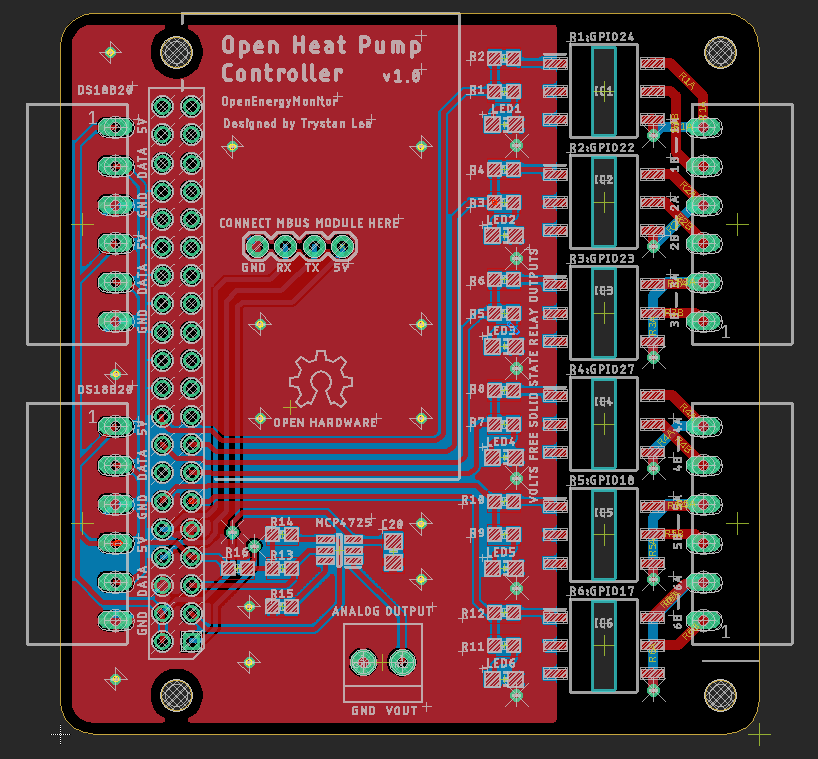 Open Heat Pump
Controller v1.0
OpenEnergyMonitor
Designed by Trystan Lea
DS18B20
1
5V
DATA
GND
5V
DATA
GND
CONNECT MBUS MODULE HERE
GND RX TX 5V
OPEN HARDWARE
DS18B20
1
5V
DATA
GND
5V
DATA
GND
R14
R16
R13
R15
MCP4725
C20
ANALOG OUTPUT
GND VOUT
R2
R1
LED1
R4
R3
LED2
R6
R5
LED3
R8
R7
LED4
R10
R9
LED5
R12
R11
LED6
VOLTS FREE SOLID STATE RELAY OUTPUTS
R1:GPIO24
IC1
R2:GPIO22
IC2
R3:GPIO23
IC3
R4:GPIO27
IC4
R5:GPIO18
IC5
R6:GPIO17
IC6
R1A
1B
2B
2A
3B
1
4B
4A
5B
5A
6B
6A
1